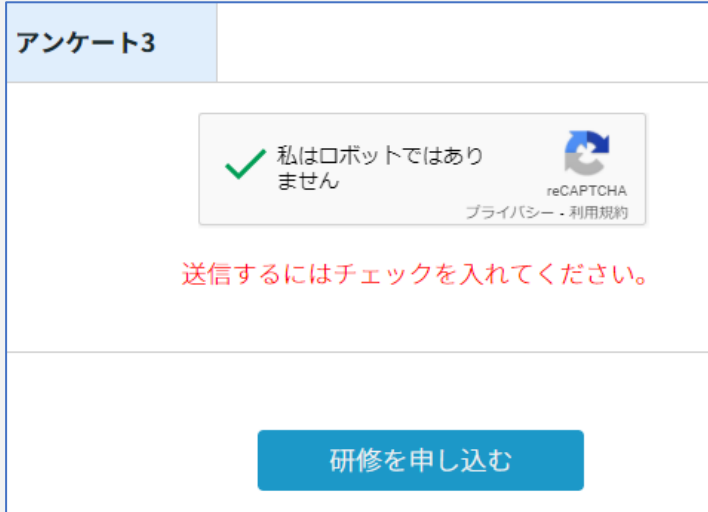 アンケート3
私はロボットではあり
ません
reCAPTCHA
プライバシー - 利用規約
送信するにはチェックを入れてください。
研修を申し込む